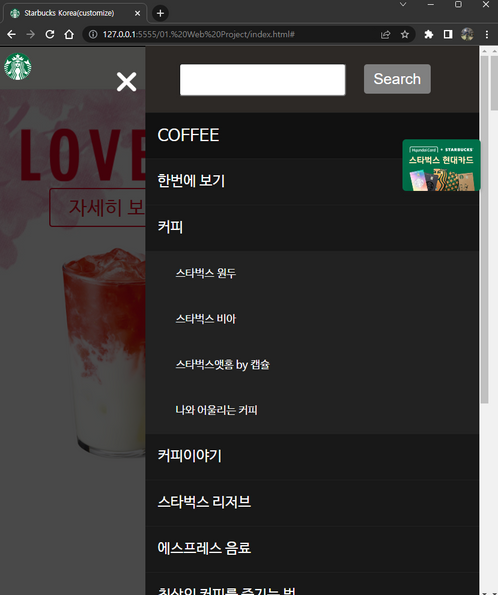 Starbucks Korea(customize)
127.0.0.1:5555/01.%20Web%20Project/index.html#
Search
LOVE
COFFEE
HyundaiCard + STARBUCKS
스타벅스 현대카드
한번에 보기
자세히 보
커피
스타벅스 원두
스타벅스 비아
스타벅스앳홈 by 캡슐
나와 어울리는 커피
커피이야기
스타벅스 리저브
에스프레스 음료
최상의 커피를 즐기는 법